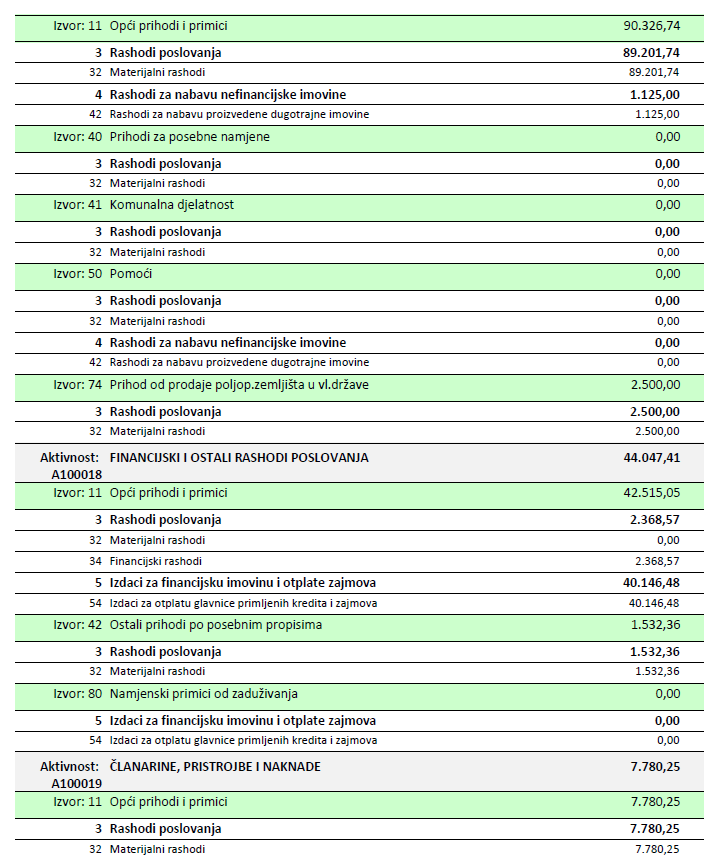 Izvor: 11 Opći prihodi i primici 90.326,74
3 Rashodi poslovanja 89.201,74
32 Materijalni rashodi 89.201,74
4 Rashodi za nabavu nefinancijske imovine 1.125,00
42 Rashodi za nabavu proizvedene dugotrajne imovine 1.125,00
Izvor: 40 Prihodi za posebne namjene 0,00
3 Rashodi poslovanja 0,00
32 Materijalni rashodi 0,00
Izvor: 41 Komunalna djelatnost 0,00
3 Rashodi poslovanja 0,00
32 Materijalni rashodi 0,00
Izvor: 50 Pomoći 0,00
3 Rashodi poslovanja 0,00
32 Materijalni rashodi 0,00
4 Rashodi za nabavu nefinancijske imovine 0,00
42 Rashodi za nabavu proizvedene dugotrajne imovine 0,00
Izvor: 74 Prihod od prodaje poljop.zemljišta u vl.države 2.500,00
3 Rashodi poslovanja 2.500,00
32 Materijalni rashodi 2.500,00
Aktivnost: FINANCIJSKI I OSTALI RASHODI POSLOVANJA 44.047,41
A100018
Izvor: 11 Opći prihodi i primici 42.515,05
3 Rashodi poslovanja 2.368,57
32 Materijalni rashodi 0,00
34 Financijski rashodi 2.368,57
5 Izdaci za financijsku imovinu i otplate zajmova 40.146,48
54 Izdaci za otplatu glavnice primljenih kredita i zajmova 40.146,48
Izvor: 42 Ostali prihodi po posebnim propisima 1.532,36
3 Rashodi poslovanja 1.532,36
32 Materijalni rashodi 1.532,36
Izvor: 80 Namjenski primici od zaduživanja 0,00
5 Izdaci za financijsku imovinu i otplate zajmova 0,00
54 Izdaci za otplatu glavnice primljenih kredita i zajmova 0,00
Aktivnost: ČLANARINE, PRISTROJBE I NAKNADE 7.780,25
A100019
Izvor: 11 Opći prihodi i primici 7.780,25
3 Rashodi poslovanja 7.780,25
32 Materijalni rashodi 7.780,25